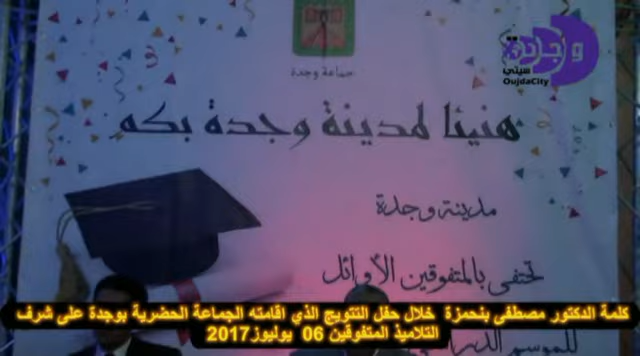 جماعة وجدة
وجدة
سيتي
OujdaCity
هنيئا لمدينة وجدة بكم
مدينة وجدة
تحتفي بالمتفوقين الأوائل
كلمة الدكتور مصطفى بنحمزة خلال حفل التتويج الذي اقامته الجماعة الحضرية بوجدة على شرف
التلاميذ المتفوقين 06 يوليوز2017
للموسم